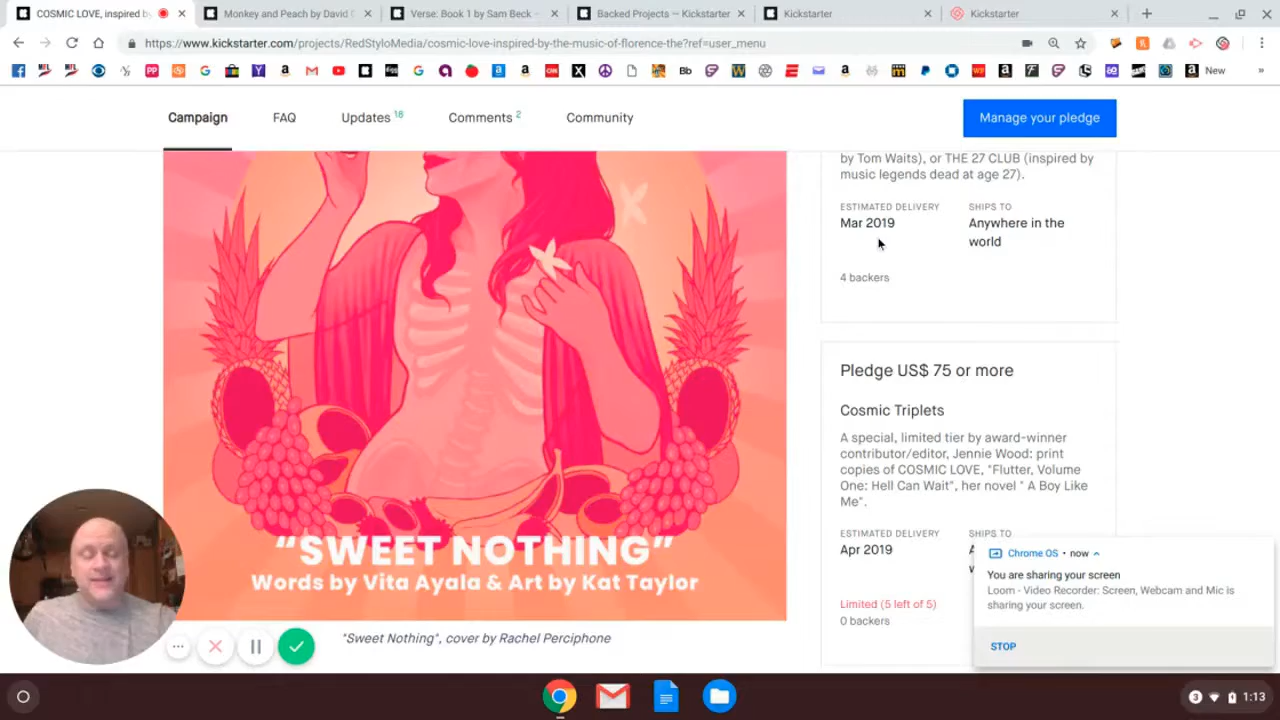 COSMIC LOVE, inspired b
Monkey and Peach by David C
Verse: Book 1 by Sam Beck –
Backed Projects — Kickstarter
Kickstarter
Kickstarter
https://www.kickstarter.com/projects/RedStyloMedia/cosmic-love-inspired-by-the-music-of-florence-the?ref=user_menu
New
Campaign
FAQ
Updates 18
Comments 2
Community
Manage your pledge
by Tom Waits), or THE 27 CLUB (inspired by
music legends dead at age 27).
ESTIMATED DELIVERY
SHIPS TO
Mar 2019
Anywhere in the
world
4 backers
Pledge US$ 75 or more
Cosmic Triplets
A special, limited tier by award-winner
contributor/editor, Jennie Wood: print
copies of COSMIC LOVE, "Flutter, Volume
One: Hell Can Wait", her novel " A Boy Like
Me".
ESTIMATED DELIVERY
SHIPS TO
Apr 2019
Limited (5 left of 5)
0 backers
"SWEET NOTHING"
Words by Vita Ayala & Art by Kat Taylor
"Sweet Nothing", cover by Rachel Perciphone
Chrome OS • now
You are sharing your screen
Loom - Video Recorder: Screen, Webcam and Mic is
sharing your screen.
STOP
3
1:13